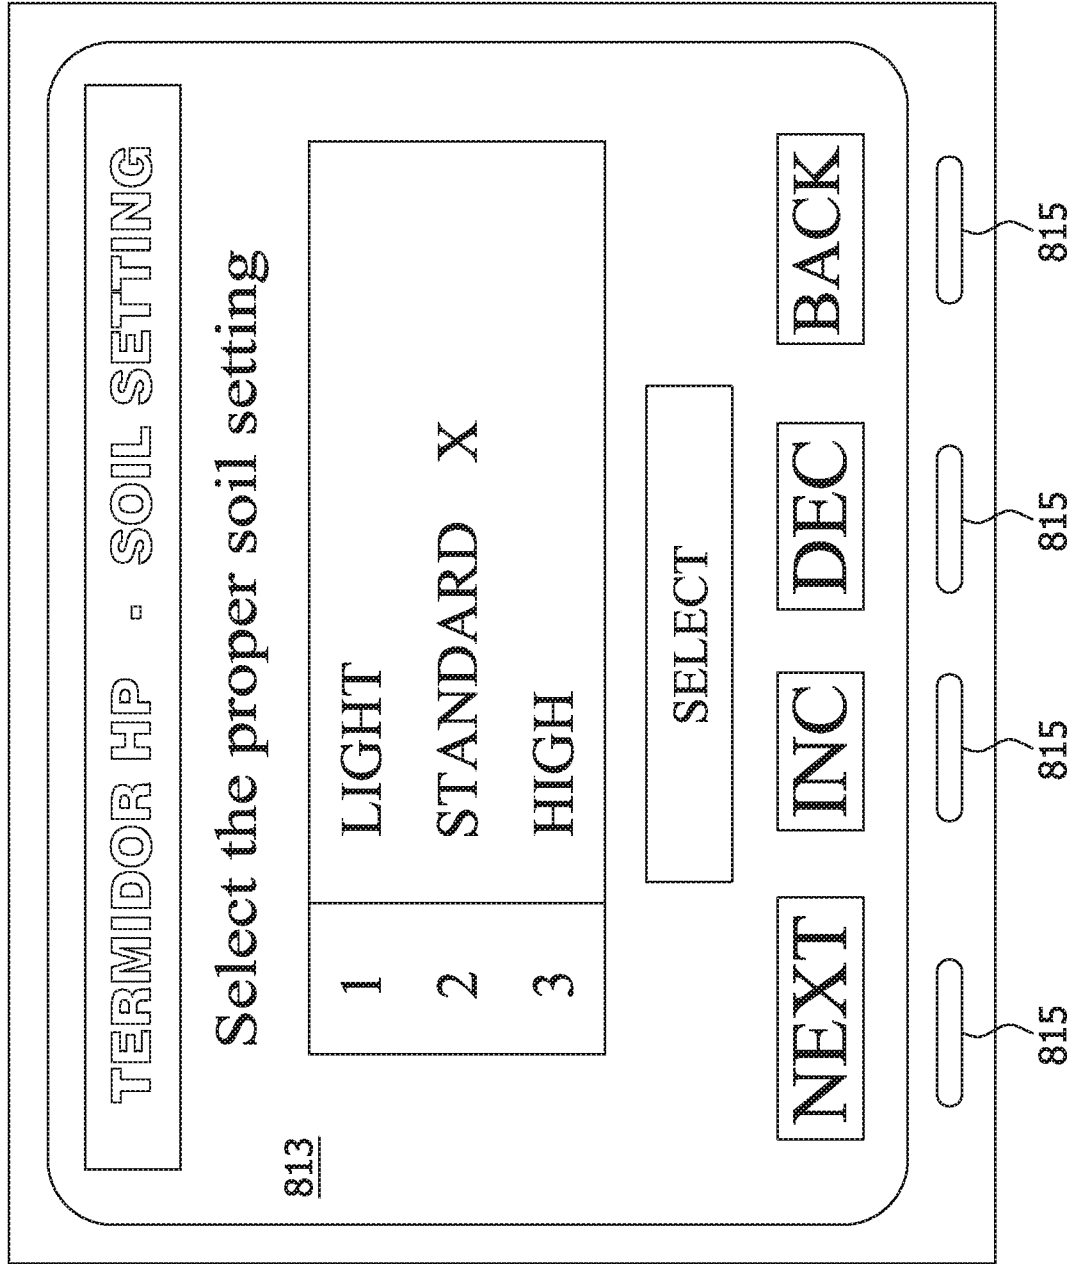 TERMIDOR HP - SOIL SETTING
Select the proper soil setting
813
1 LIGHT
2 STANDARD X
3 HIGH
SELECT
NEXT INC DEC BACK
815 815 815 815